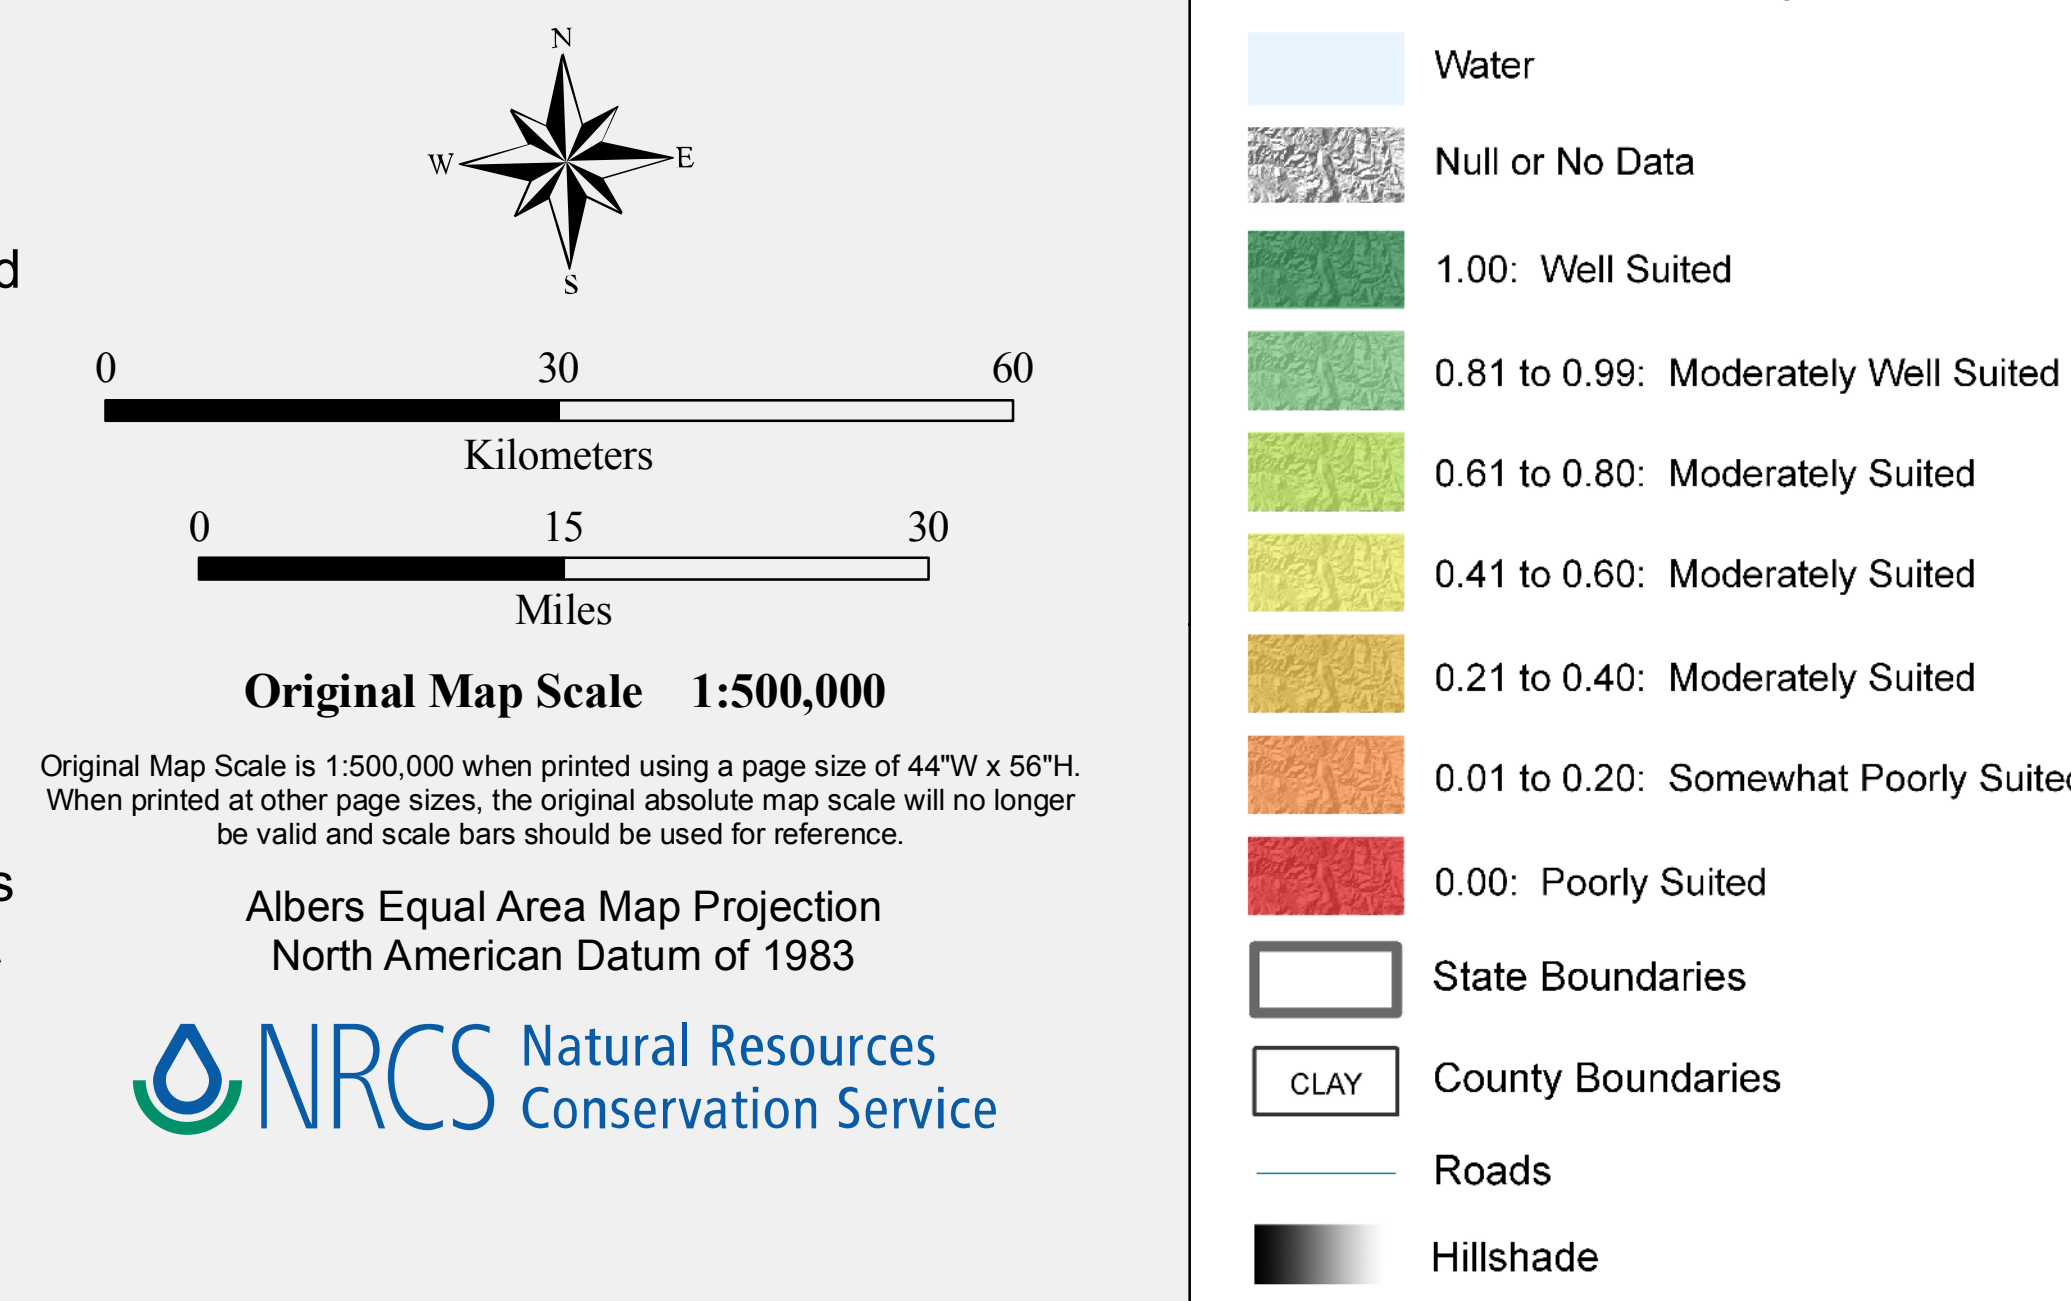 N
W E
S
0 30 60
Kilometers
0 15 30
Miles
Original Map Scale 1:500,000
Original Map Scale is 1:500,000 when printed using a page size of 44"W x 56"H.
When printed at other page sizes, the original absolute map scale will no longer
be valid and scale bars should be used for reference.
Albers Equal Area Map Projection
North American Datum of 1983
NRCS Natural Resources
Conservation Service
Water
Null or No Data
1.00: Well Suited
0.81 to 0.99: Moderately Well Suited
0.61 to 0.80: Moderately Suited
0.41 to 0.60: Moderately Suited
0.21 to 0.40: Moderately Suited
0.01 to 0.20: Somewhat Poorly Suited
0.00: Poorly Suited
State Boundaries
CLAY County Boundaries
Roads
Hillshade